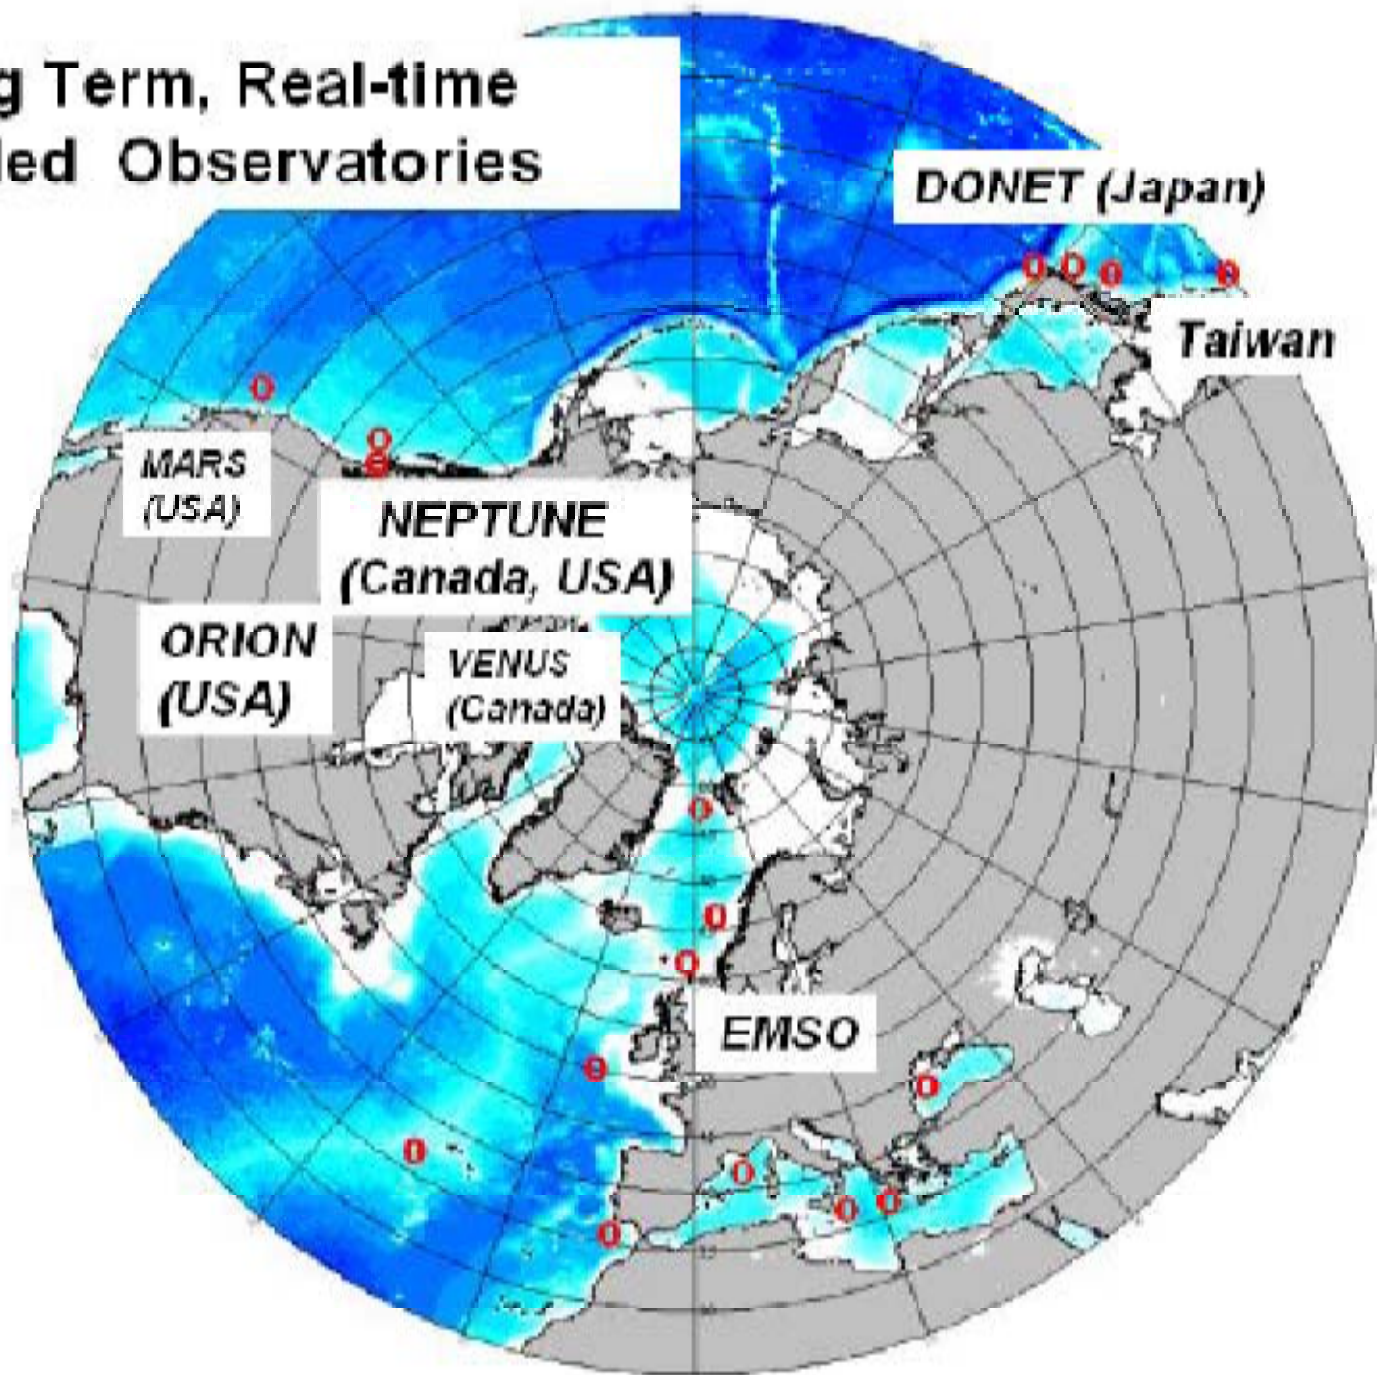 g Term, Real-time
led Observatories
DONET (Japan)
Taiwan
MARS
(USA)
NEPTUNE
(Canada, USA)
ORION
(USA)
VENUS
(Canada)
EMSO